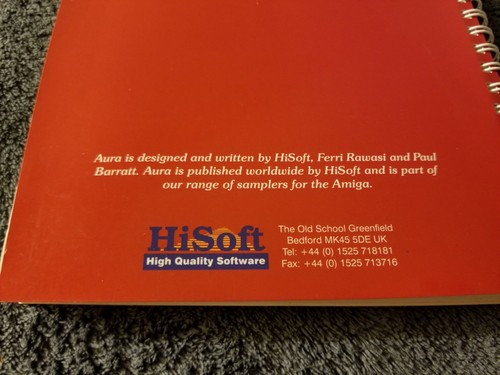 Aura is designed and written by HiSoft, Ferri Rawasi and Paul
Barratt. Aura is published worldwide by HiSoft and is part of
our range of samplers for the Amiga.
HiSoft
High Quality Software
The Old School Greenfield
Bedford MK45 5DE UK
Tel: +44 (0) 1525 718181
Fax: +44 (0) 1525 713716